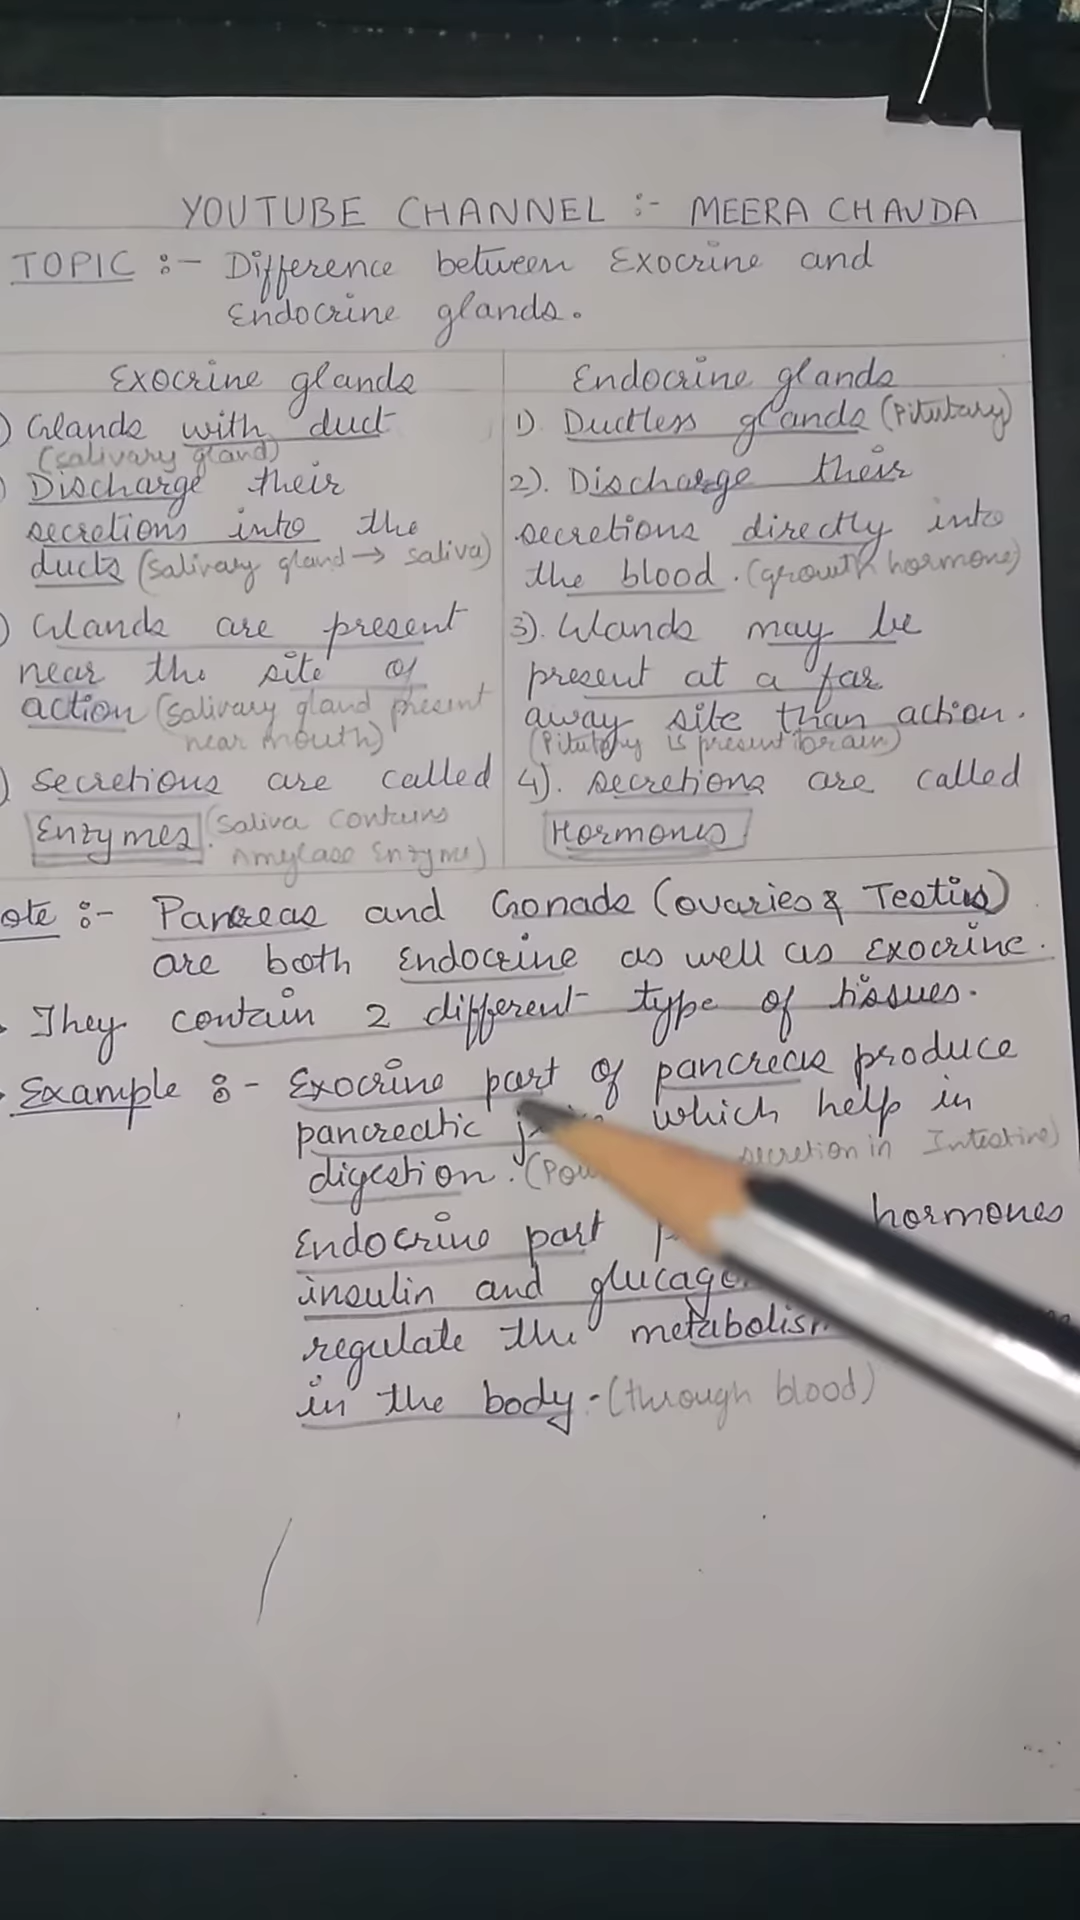 YOUTUBE CHANNEL :- MEERA CHAVDA
TOPIC :- Difference between Exocrine and
Endocrine glands.
Exocrine glands
) Glands with duct
(salivary gland)
) Discharge their
secretions into the
ducts (salivary gland → saliva)
) Glands are present
near the site of
action (salivary gland present
near mouth)
) Secretions are called
Enzymes. (Saliva contains
Amylase Enzyme)
Endocrine glands
1) Ductless glands (Pitutary)
2). Discharge their
secretions directly into
the blood. (growth hormone)
3). Glands may be
present at a far
away site than action.
(Pitutary is present brain)
4). Secretions are called
Hormones
ote :- Pancreas and Gonads (ovaries & Testis)
are both endocrine as well as exocrine.
They contain 2 different type of tissues.
Example :- Exocrine part of pancreas produce
pancreatic which help in
digestion. secretion in Intestine)
Endocrine part hormones
insulin and
regulate the
in the body. (through blood)